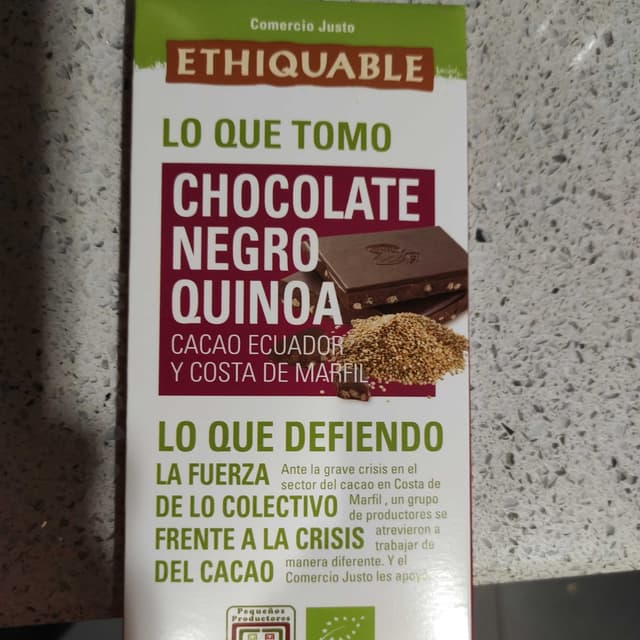 Comercio Justo
ETHIQUABLE
LO QUE TOMO
CHOCOLATE
NEGRO
QUINOA
CACAO ECUADOR
Y COSTA DE MARFIL
LO QUE DEFIENDO
LA FUERZA
DE LO COLECTIVO
FRENTE A LA CRISIS
DEL CACAO
Ante la grave crisis en el
sector del cacao en Costa de
Marfil , un grupo
de productores se
atrevieron a
trabajar de
manera diferente. Y el
Comercio Justo les apoya.
Pequeños
Productores